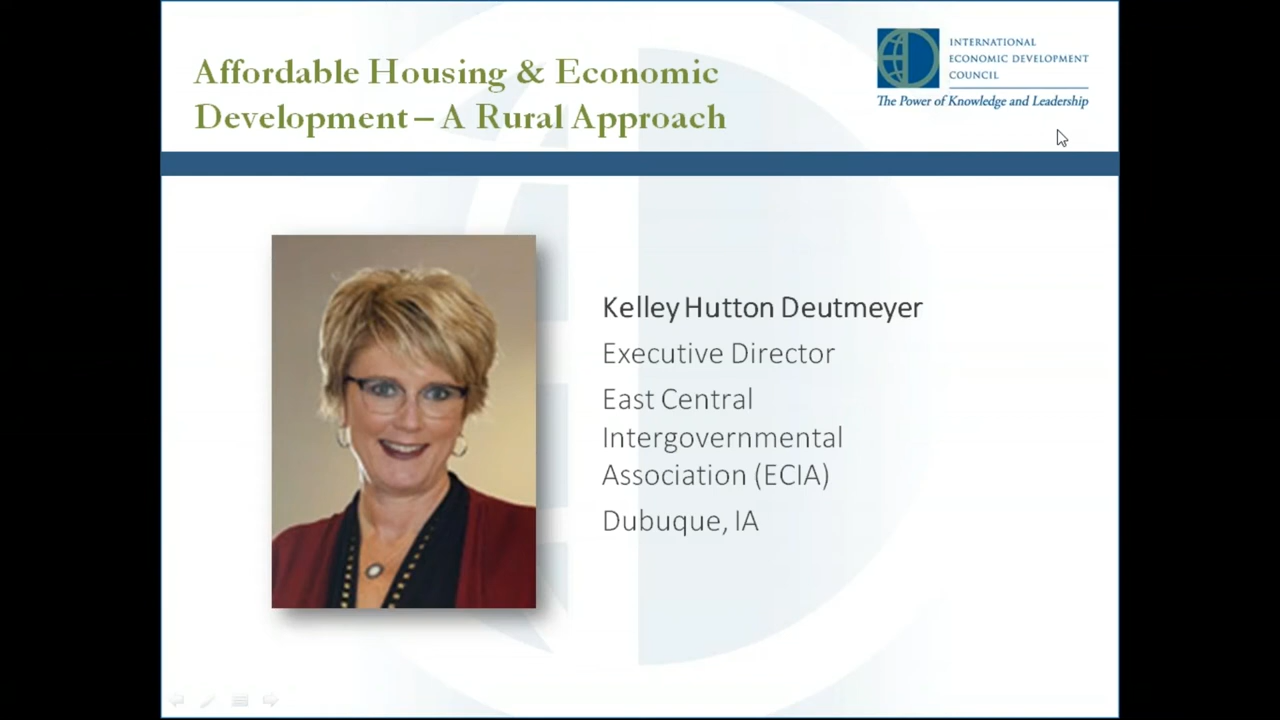 Affordable Housing & Economic
Development – A Rural Approach
INTERNATIONAL
ECONOMIC DEVELOPMENT
COUNCIL
The Power of Knowledge and Leadership
Kelley Hutton Deutmeyer
Executive Director
East Central
Intergovernmental
Association (ECIA)
Dubuque, IA